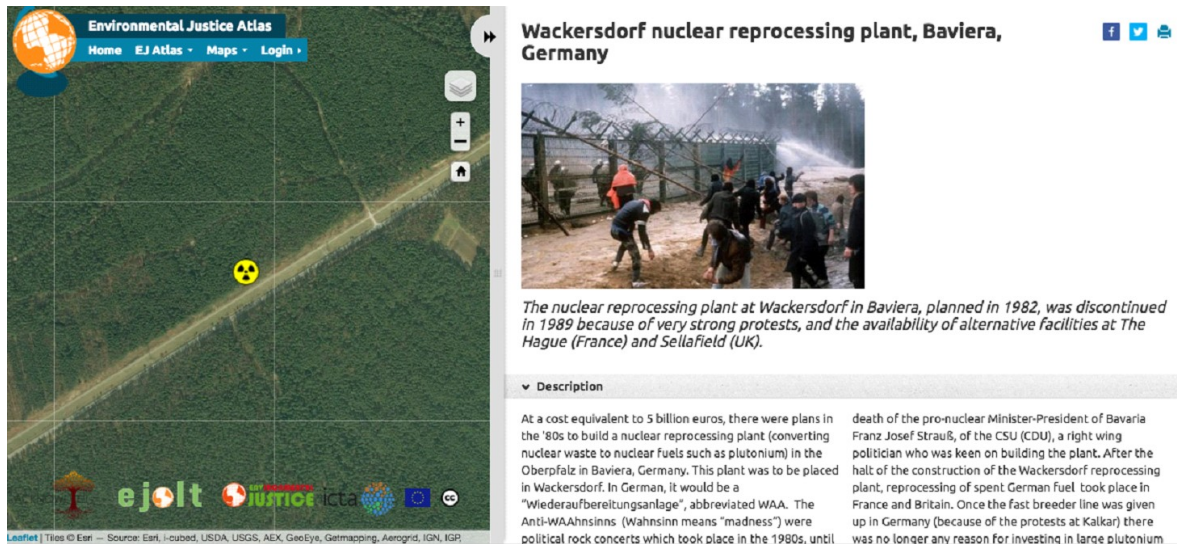 Environmental Justice Atlas
Home EJ Atlas Maps Login
Wackersdorf nuclear reprocessing plant, Baviera,
Germany
The nuclear reprocessing plant at Wackersdorf in Baviera, planned in 1982, was discontinued
in 1989 because of very strong protests, and the availability of alternative facilities at The
Hague (France) and Sellafield (UK).
Description
At a cost equivalent to 5 billion euros, there were plans in
the '80s to build a nuclear reprocessing plant (converting
nuclear waste to nuclear fuels such as plutonium) in the
Oberpfalz in Baviera, Germany. This plant was to be placed
in Wackersdorf. In German, it would be a
"Wiederaufbereitungsanlage", abbreviated WAA. The
Anti-WAAhnsinns (Wahnsinn means "madness") were
political rock concerts which took place in the 1980s, until
death of the pro-nuclear Minister-President of Bavaria
Franz Josef Strauß, of the CSU (CDU), a right wing
politician who was keen on building the plant. After the
halt of the construction of the Wackersdorf reprocessing
plant, reprocessing of spent German fuel took place in
France and Britain. Once the fast breeder line was given
up in Germany (because of the protests at Kalkar) there
was no longer any reason for investing in large plutonium
ejolt
JUSTICE
icta
cc
Leaflet | Tiles © Esri — Source: Esri, i-cubed, USDA, USGS, AEX, GeoEye, Getmapping, Aerogrid, IGN, IGP,